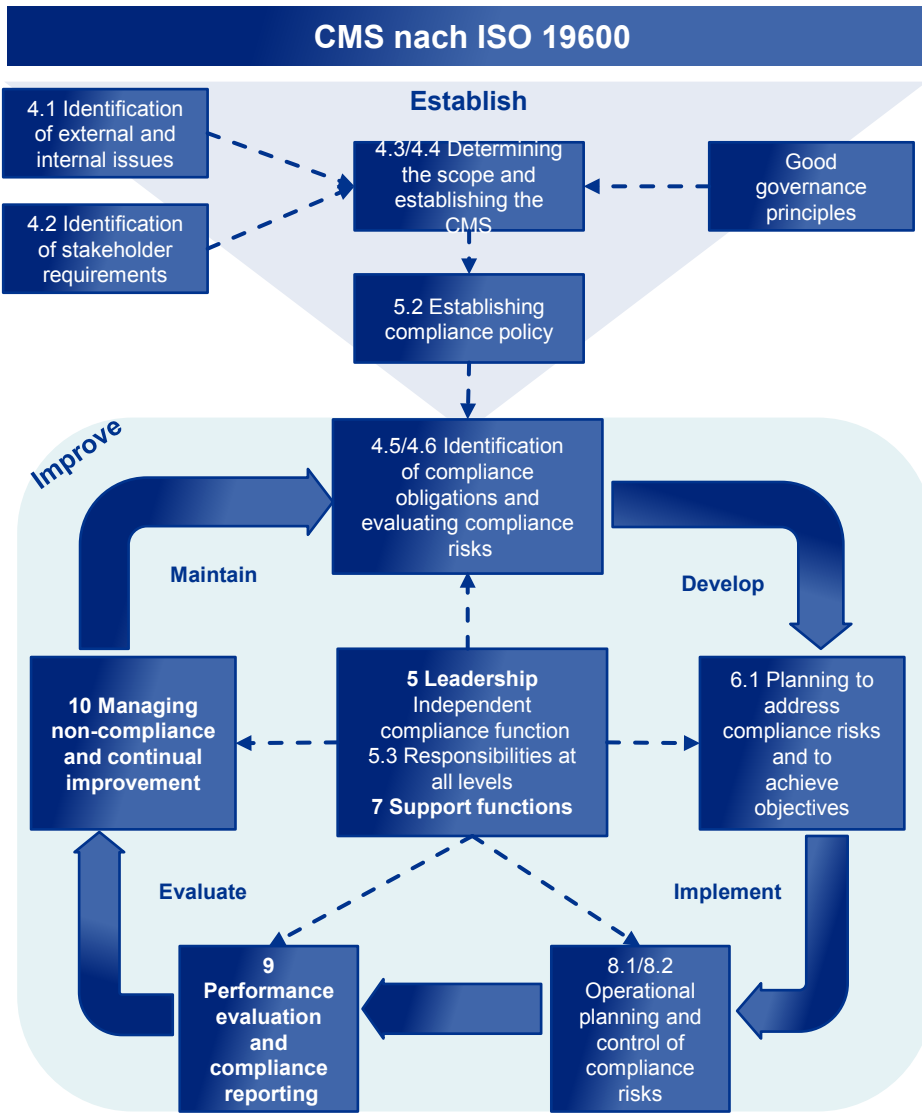 CMS nach ISO 19600
Establish
4.1 Identification
of external and
internal issues
4.3/4.4 Determining
the scope and
establishing the
CMS
Good
governance
principles
4.2 Identification
of stakeholder
requirements
5.2 Establishing
compliance policy
Improve
4.5/4.6 Identification
of compliance
obligations and
evaluating compliance
risks
Maintain
Develop
10 Managing
non-compliance
and continual
improvement
5 Leadership
Independent
compliance function
5.3 Responsibilities at
all levels
7 Support functions
6.1 Planning to
address
compliance risks
and to
achieve
objectives
Evaluate
Implement
9
Performance
evaluation
and
compliance
reporting
8.1/8.2
Operational
planning and
control of
compliance
risks